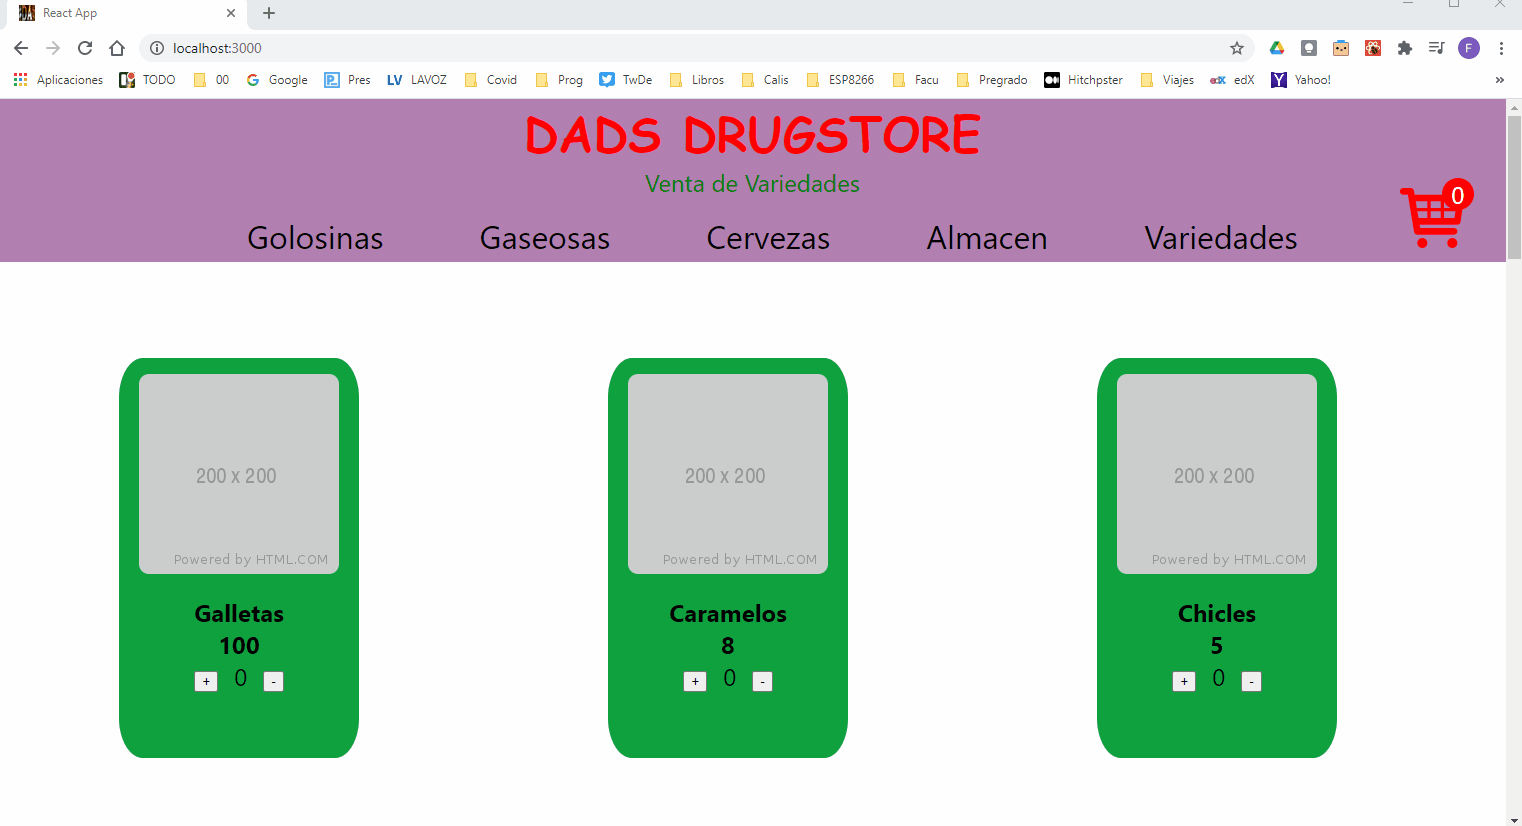 React App
localhost:3000
F
Aplicaciones TODO 00 Google Pres LV LAVOZ Covid Prog TwDe Libros Calis ESP8266 Facu Pregrado Hitchpster Viajes edX edX Y Yahoo! »
DADS DRUGSTORE
Venta de Variedades
0
Golosinas Gaseosas Cervezas Almacen Variedades
200 x 200 200 x 200 200 x 200
Powered by HTML.COM Powered by HTML.COM Powered by HTML.COM
Galletas Caramelos Chicles
100 8 5
+ 0 - + 0 - + 0 -